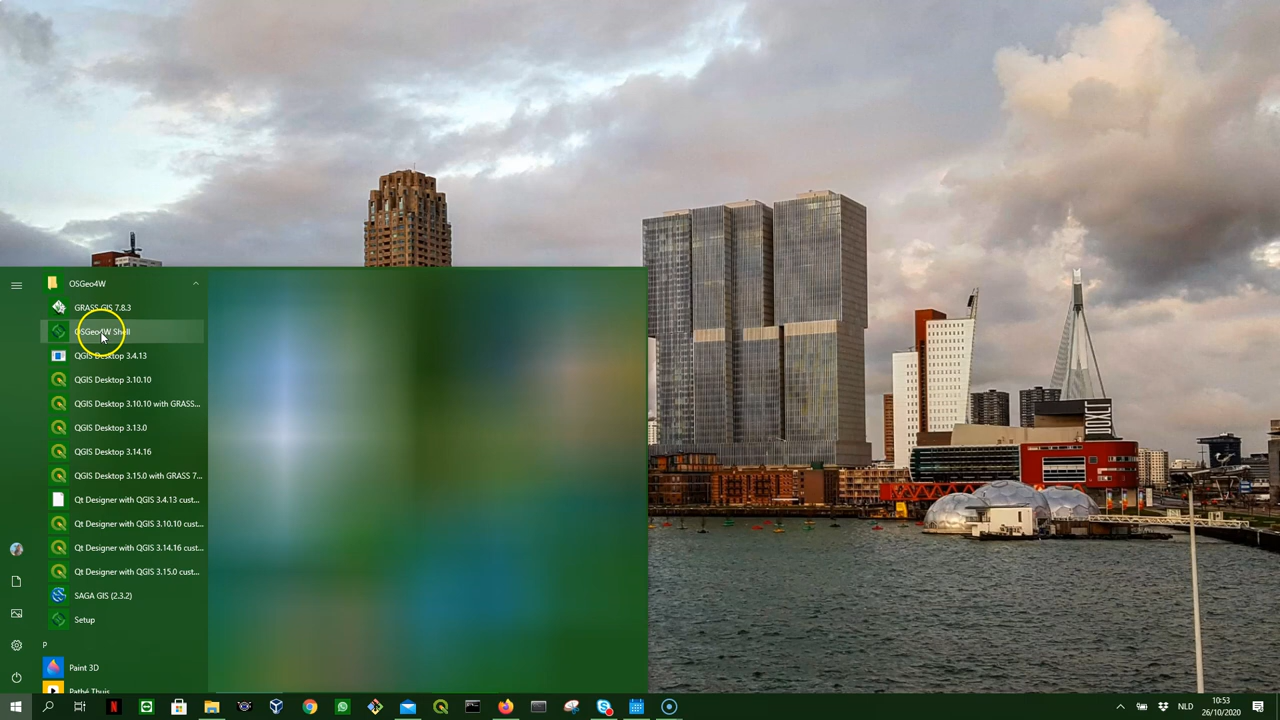 OSGeo4W
GRASS GIS 7.8.3
OSGeo4W Shell
QGIS Desktop 3.4.13
QGIS Desktop 3.10.10
QGIS Desktop 3.10.10 with GRASS...
QGIS Desktop 3.13.0
QGIS Desktop 3.14.16
QGIS Desktop 3.15.0 with GRASS 7...
Qt Designer with QGIS 3.4.13 cust...
Qt Designer with QGIS 3.10.10 cust...
Qt Designer with QGIS 3.14.16 cust...
Qt Designer with QGIS 3.15.0 cust...
SAGA GIS (2.3.2)
Setup
P
Paint 3D
Pathé Thuis
DOXCT
N
NLD
10:53
26/10/2020